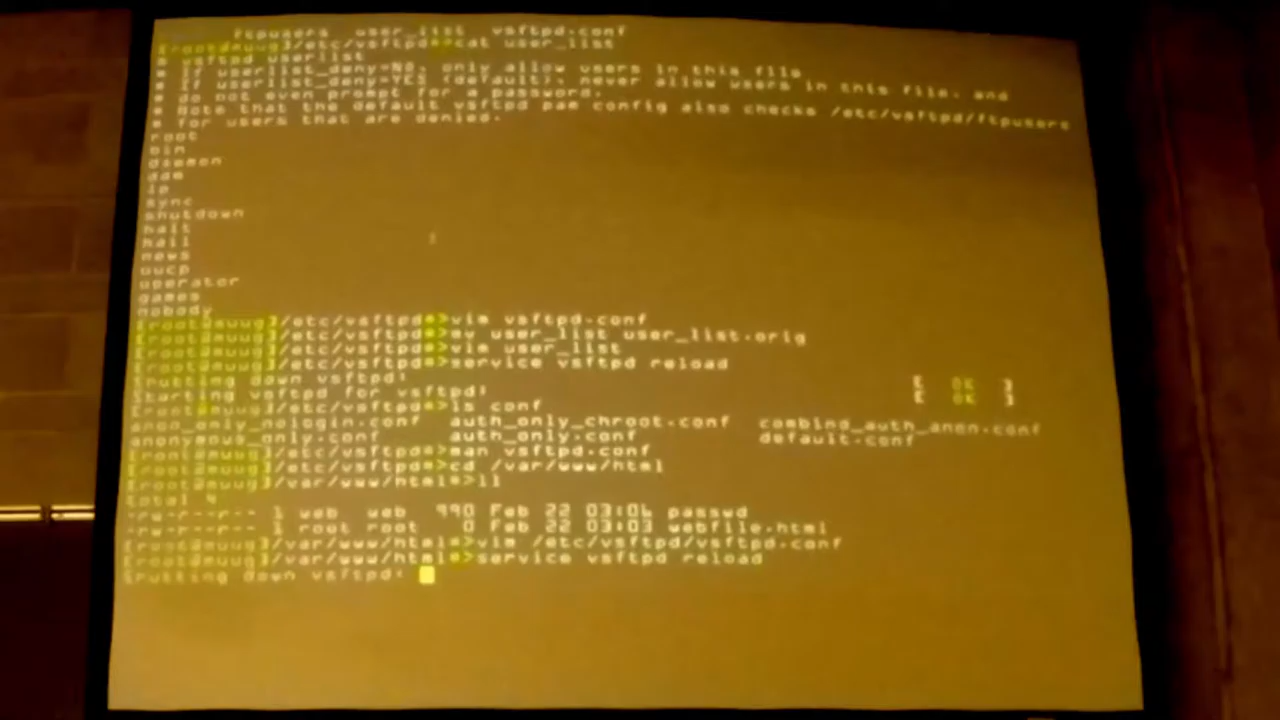 ftpusers user_list vsftpd.conf
[root@muug]/etc/vsftpd#>cat user_list
# vsftpd userlist
# If userlist_deny=NO, only allow users in this file
# If userlist_deny=YES (default), never allow users in this file, and
# do not even prompt for a password.
# Note that the default vsftpd pam config also checks /etc/vsftpd/ftpusers
# for users that are denied.
root
bin
daemon
adm
lp
sync
shutdown
halt
mail
news
uucp
operator
games
nobody
[root@muug]/etc/vsftpd#>vim vsftpd.conf
[root@muug]/etc/vsftpd#>mv user_list user_list.orig
[root@muug]/etc/vsftpd#>vim user_list
[root@muug]/etc/vsftpd#>service vsftpd reload
Shutting down vsftpd: [ OK ]
Starting vsftpd for vsftpd: [ OK ]
[root@muug]/etc/vsftpd#>ls conf
anon_only_nologin.conf auth_only_chroot.conf combind_auth_anon.conf
anonymous_only.conf auth_only.conf default.conf
[root@muug]/etc/vsftpd#>man vsftpd.conf
[root@muug]/etc/vsftpd#>cd /var/www/html
[root@muug]/var/www/html#>ll
total 4
-rw-r--r-- 1 web web 990 Feb 22 03:06 passwd
-rw-r--r-- 1 root root 0 Feb 22 03:03 webfile.html
[root@muug]/var/www/html#>vim /etc/vsftpd/vsftpd.conf
[root@muug]/var/www/html#>service vsftpd reload
Shutting down vsftpd: